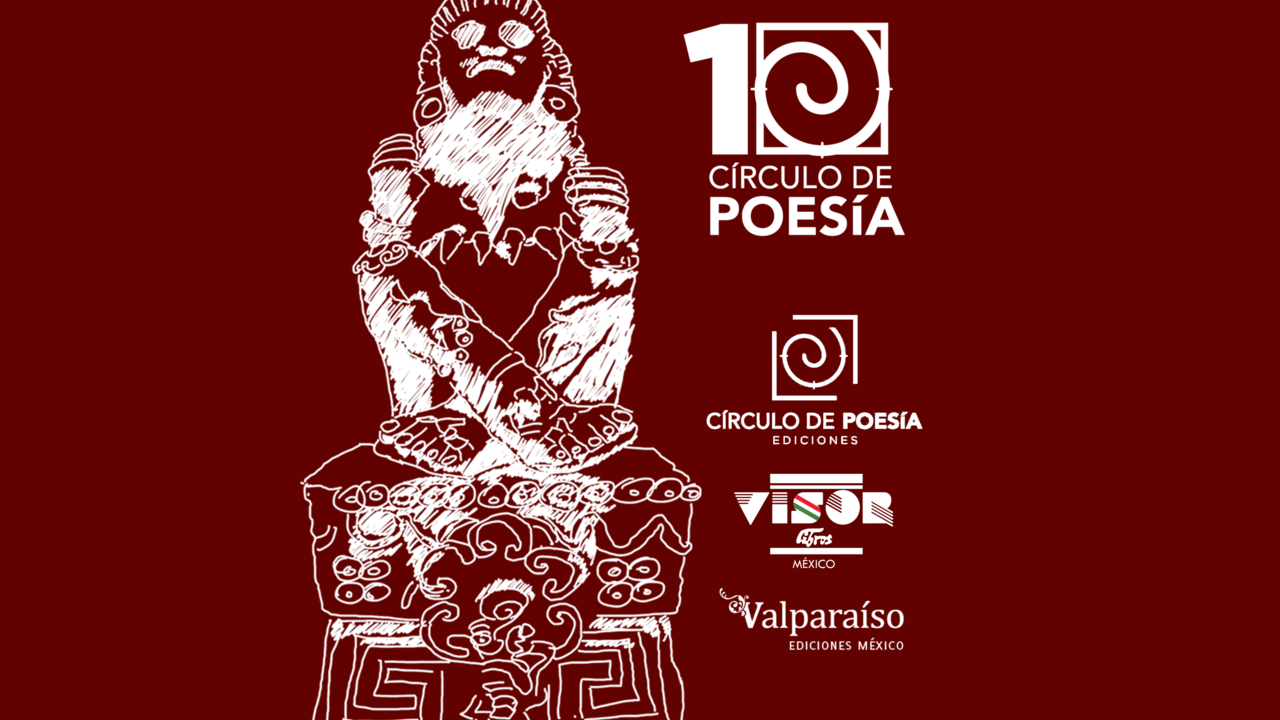 10
CÍRCULO DE
POESÍA
CÍRCULO DE POESÍA
EDICIONES
VISOR
libros
MÉXICO
Valparaíso
EDICIONES MÉXICO